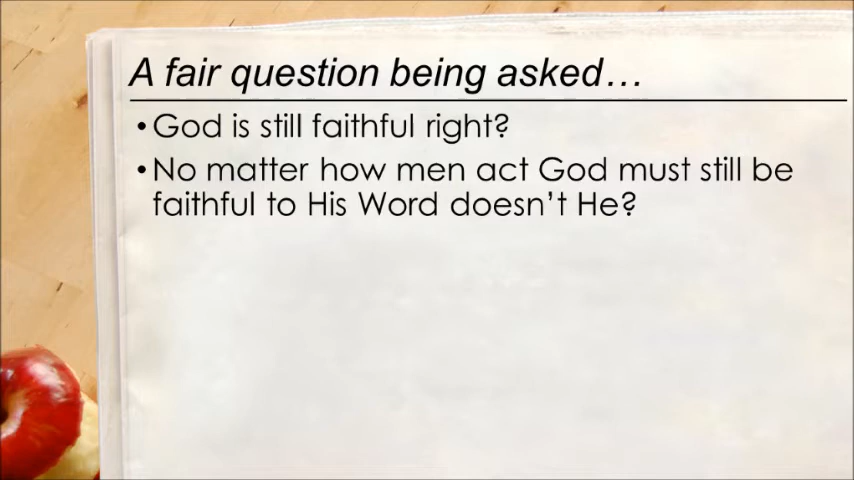 A fair question being asked…
•God is still faithful right?
•No matter how men act God must still be
faithful to His Word doesn’t He?